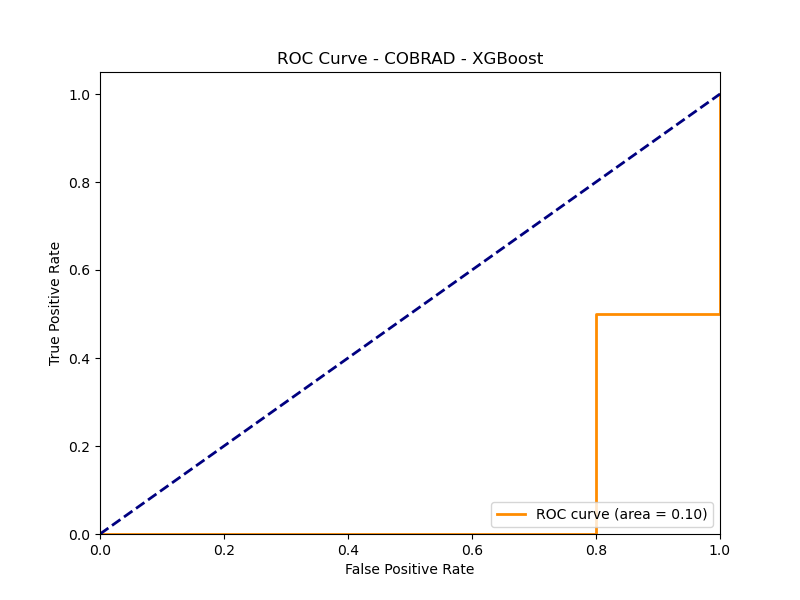 ROC Curve - COBRAD - XGBoost
True Positive Rate
1.0
0.8
0.6
0.4
0.2
0.0
ROC curve (area = 0.10)
0.0 0.2 0.4 0.6 0.8 1.0
False Positive Rate